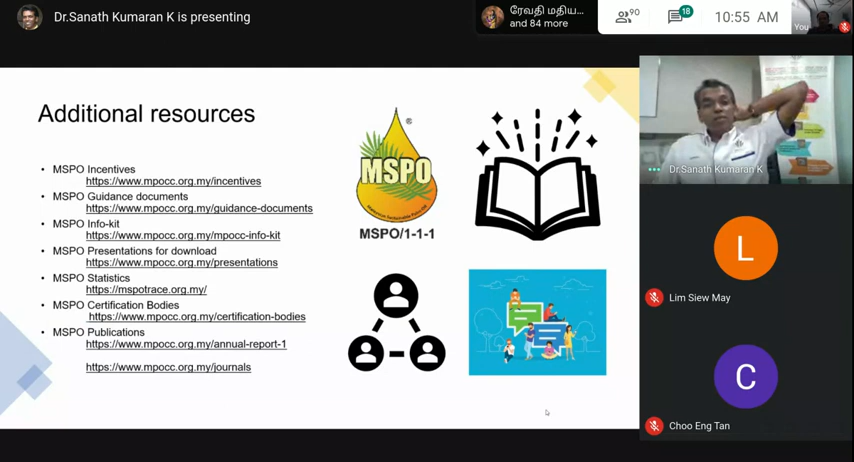 Dr.Sanath Kumaran K is presenting
ரேவதி மதிய...
and 84 more
90
18
10:55 AM
You
Additional resources
• MSPO Incentives
https://www.mpocc.org.my/incentives
• MSPO Guidance documents
https://www.mpocc.org.my/guidance-documents
• MSPO Info-kit
https://www.mpocc.org.my/mpocc-info-kit
• MSPO Presentations for download
https://www.mpocc.org.my/presentations
• MSPO Statistics
https://mspotrace.org.my/
• MSPO Certification Bodies
https://www.mpocc.org.my/certification-bodies
• MSPO Publications
https://www.mpocc.org.my/annual-report-1
https://www.mpocc.org.my/journals
®
MSPO
MSPO/1-1-1
Dr.Sanath Kumaran K
L
Lim Siew May
C
Choo Eng Tan